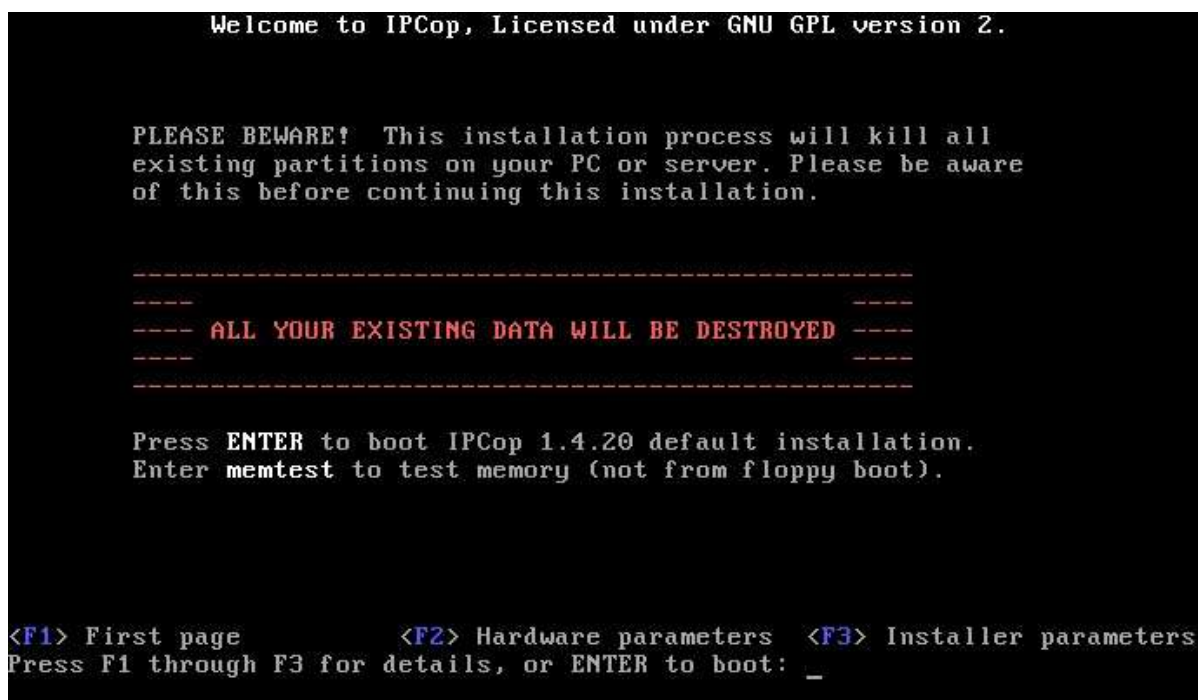 Welcome to IPCop, Licensed under GNU GPL version 2.
PLEASE BEWARE!  This installation process will kill all
existing partitions on your PC or server. Please be aware
of this before continuing this installation.
---------------------------------------------------
----                                           ----
---- ALL YOUR EXISTING DATA WILL BE DESTROYED ----
----                                           ----
---------------------------------------------------
Press ENTER to boot IPCop 1.4.20 default installation.
Enter memtest to test memory (not from floppy boot).
<F1> First page          <F2> Hardware parameters  <F3> Installer parameters
Press F1 through F3 for details, or ENTER to boot: _